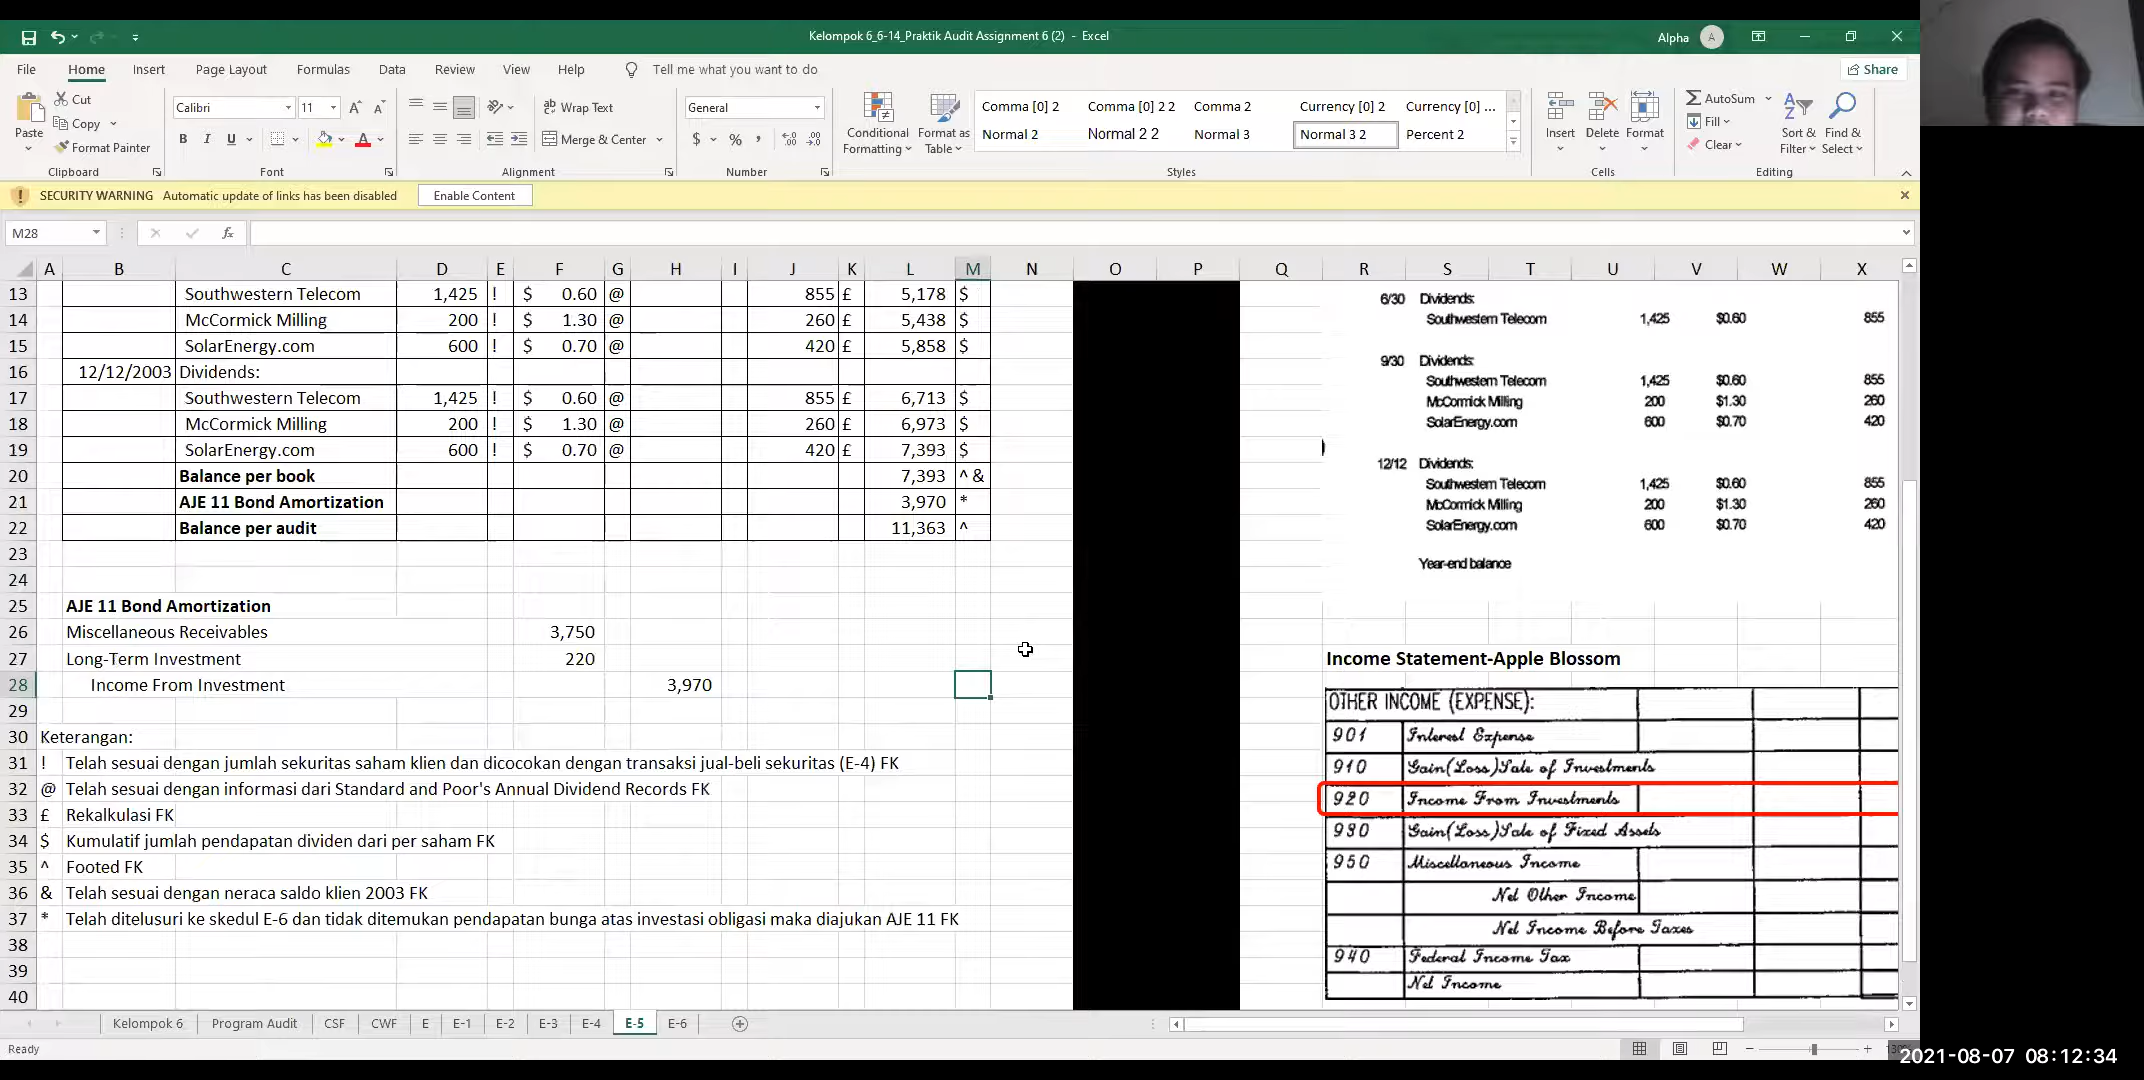 Kelompok 6_6-14_Praktik Audit Assignment 6 (2) - Excel
Alpha A
File Home Insert Page Layout Formulas Data Review View Help Tell me what you want to do Share
Paste Cut Copy Format Painter Clipboard
Calibri 11 B I U Font
Wrap Text Merge & Center Alignment
General $ % , Number
Conditional Formatting Format as Table
Comma [0] 2 Comma [0] 2 2 Comma 2 Currency [0] 2 Currency [0] ...
Normal 2 Normal 2 2 Normal 3 Normal 3 2 Percent 2
Styles
Insert Delete Format Cells
AutoSum Fill Clear Sort & Filter Find & Select Editing
SECURITY WARNING Automatic update of links has been disabled Enable Content
M28 fx
A B C D E F G H I J K L M N O P Q R S T U V W X
13 Southwestern Telecom 1,425 ! $ 0.60 @ 855 £ 5,178 $
14 McCormick Milling 200 ! $ 1.30 @ 260 £ 5,438 $
15 SolarEnergy.com 600 ! $ 0.70 @ 420 £ 5,858 $
16 12/12/2003 Dividends:
17 Southwestern Telecom 1,425 ! $ 0.60 @ 855 £ 6,713 $
18 McCormick Milling 200 ! $ 1.30 @ 260 £ 6,973 $
19 SolarEnergy.com 600 ! $ 0.70 @ 420 £ 7,393 $
20 Balance per book 7,393 ^ &
21 AJE 11 Bond Amortization 3,970 *
22 Balance per audit 11,363 ^
23
24
25 AJE 11 Bond Amortization
26 Miscellaneous Receivables 3,750
27 Long-Term Investment 220
28 Income From Investment 3,970
29
30 Keterangan:
31 ! Telah sesuai dengan jumlah sekuritas saham klien dan dicocokan dengan transaksi jual-beli sekuritas (E-4) FK
32 @ Telah sesuai dengan informasi dari Standard and Poor's Annual Dividend Records FK
33 £ Rekalkulasi FK
34 $ Kumulatif jumlah pendapatan dividen dari per saham FK
35 ^ Footed FK
36 & Telah sesuai dengan neraca saldo klien 2003 FK
37 * Telah ditelusuri ke skedul E-6 dan tidak ditemukan pendapatan bunga atas investasi obligasi maka diajukan AJE 11 FK
38
39
40
6/30 Dividends:
Southwestern Telecom 1,425 $0.60 855
9/30 Dividends:
Southwestern Telecom 1,425 $0.60 855
McCormick Milling 200 $1.30 260
SolarEnergy.com 600 $0.70 420
12/12 Dividends:
Southwestern Telecom 1,425 $0.60 855
McCormick Milling 200 $1.30 260
SolarEnergy.com 600 $0.70 420
Year-end balance
Income Statement-Apple Blossom
OTHER INCOME (EXPENSE):
901 Interest Expense
910 Gain(Loss)Sale of Investments
920 Income From Investments
930 Gain(Loss)Sale of Fixed Assets
950 Miscellaneous Income
Net Other Income
Net Income Before Taxes
940 Federal Income Tax
Net Income
Kelompok 6 Program Audit CSF CWF E E-1 E-2 E-3 E-4 E-5 E-6
Ready
2021-08-07 08:12:34